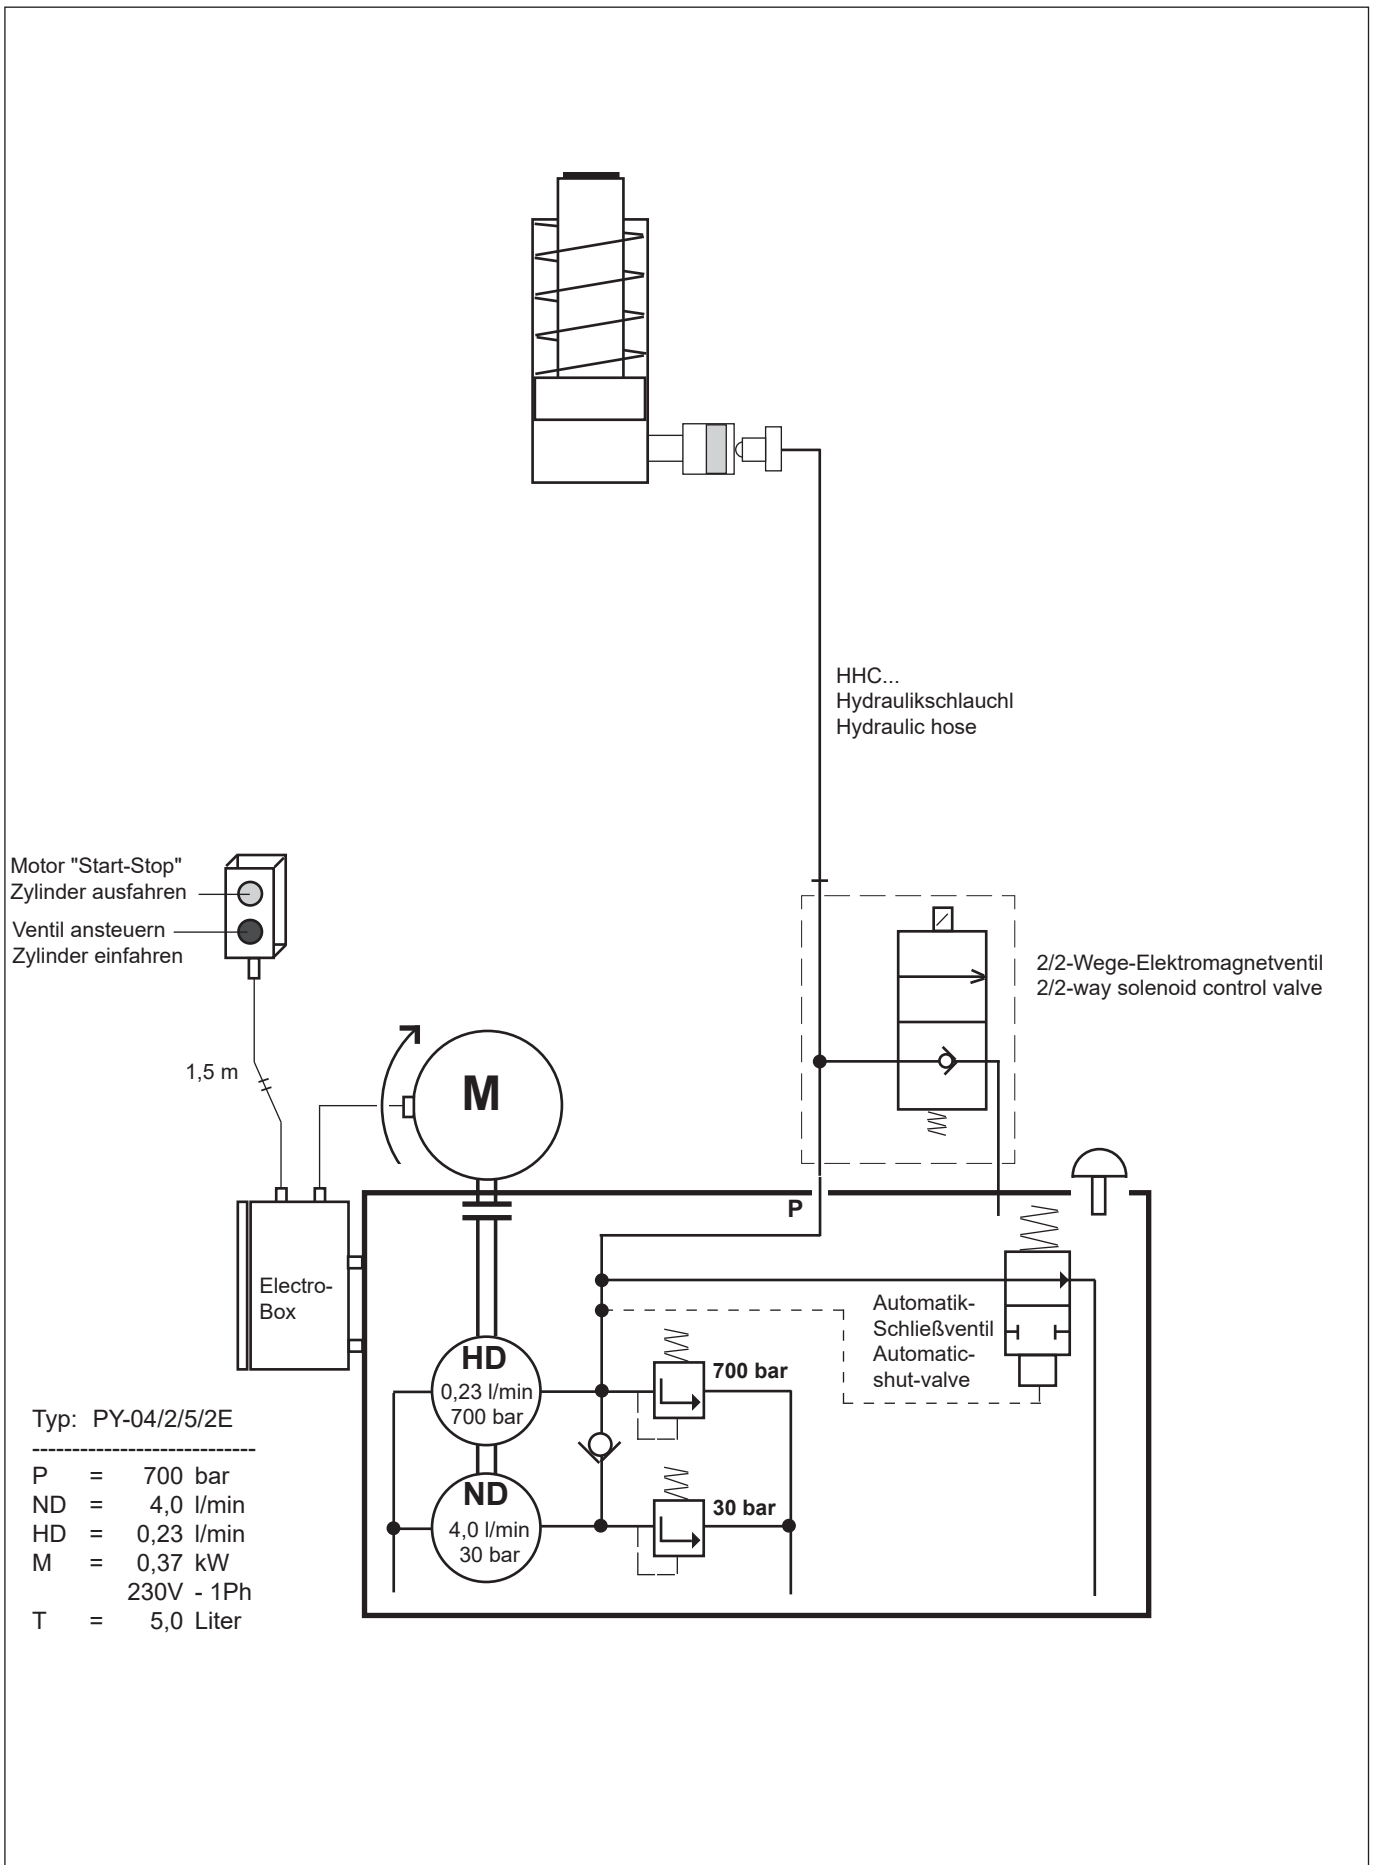 HHC...
Hydraulikschlauchl
Hydraulic hose
Motor "Start-Stop"
Zylinder ausfahren
Ventil ansteuern
Zylinder einfahren
2/2-Wege-Elektromagnetventil
2/2-way solenoid control valve
1,5 m
M
P
Electro-
Box
Automatik-
Schließventil
Automatic-
shut-valve
HD
0,23 l/min
700 bar
700 bar
ND
4,0 l/min
30 bar
30 bar
Typ: PY-04/2/5/2E
----------------------------
P = 700 bar
ND = 4,0 l/min
HD = 0,23 l/min
M = 0,37 kW
230V - 1Ph
T = 5,0 Liter